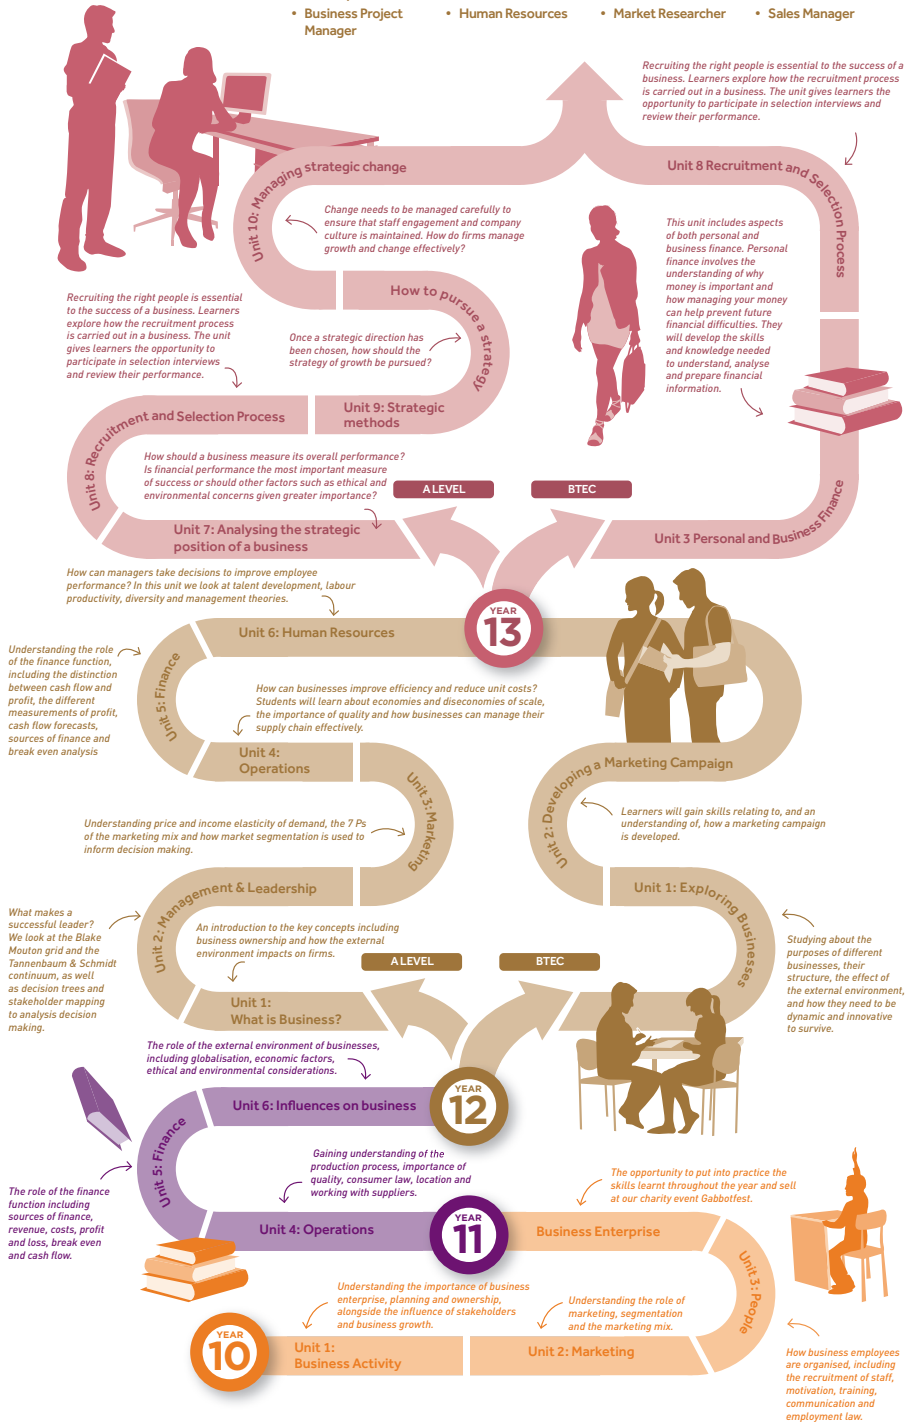 • Business Project
Manager
• Human Resources
• Market Researcher
• Sales Manager
Recruiting the right people is essential to the success of a
business. Learners explore how the recruitment process
is carried out in a business. The unit gives learners the
opportunity to participate in selection interviews and
review their performance.
Unit 10: Managing strategic change
Unit 8 Recruitment and Selection Process
Change needs to be managed carefully to
ensure that staff engagement and company
culture is maintained. How do firms manage
growth and change effectively?
This unit includes aspects
of both personal and
business finance. Personal
finance involves the
understanding of why
money is important and
how managing your money
can help prevent future
financial difficulties. They
will develop the skills
and knowledge needed
to understand, analyse
and prepare financial
information.
How to pursue a strategy
Recruiting the right people is essential
to the success of a business. Learners
explore how the recruitment process
is carried out in a business. The unit
gives learners the opportunity to
participate in selection interviews
and review their performance.
Once a strategic direction has
been chosen, how should the
strategy of growth be pursued?
Unit 9: Strategic
methods
Unit 8: Recruitment and Selection Process
How should a business measure its overall performance?
Is financial performance the most important measure
of success or should other factors such as ethical and
environmental concerns given greater importance?
A LEVEL
BTEC
Unit 7: Analysing the strategic
position of a business
Unit 3 Personal and Business Finance
How can managers take decisions to improve employee
performance? In this unit we look at talent development, labour
productivity, diversity and management theories.
YEAR
13
Unit 6: Human Resources
Understanding the role
of the finance function,
including the distinction
between cash flow and
profit, the different
measurements of profit,
cash flow forecasts,
sources of finance and
break even analysis
Unit 5: Finance
How can businesses improve efficiency and reduce unit costs?
Students will learn about economies and diseconomies of scale,
the importance of quality and how businesses can manage their
supply chain effectively.
Unit 4:
Operations
Unit 3: Marketing
Unit 2: Developing a Marketing Campaign
Understanding price and income elasticity of demand, the 7 Ps
of the marketing mix and how market segmentation is used to
inform decision making.
Learners will gain skills relating to, and an
understanding of, how a marketing campaign
is developed.
Unit 2: Management & Leadership
Unit 1: Exploring Businesses
What makes a
successful leader?
We look at the Blake
Mouton grid and the
Tannenbaum & Schmidt
continuum, as well
as decision trees and
stakeholder mapping
to analysis decision
making.
An introduction to the key concepts including
business ownership and how the external
environment impacts on firms.
Studying about the
purposes of different
businesses, their
structure, the effect of
the external environment,
and how they need to be
dynamic and innovative
to survive.
A LEVEL
BTEC
Unit 1:
What is Business?
The role of the external environment of businesses,
including globalisation, economic factors,
ethical and environmental considerations.
YEAR
12
Unit 6: Influences on business
Unit 5: Finance
Gaining understanding of the
production process, importance of
quality, consumer law, location and
working with suppliers.
The role of the finance
function including
sources of finance,
revenue, costs, profit
and loss, break even
and cash flow.
The opportunity to put into practice the
skills learnt throughout the year and sell
at our charity event Gabbotfest.
Unit 4: Operations
YEAR
11
Business Enterprise
Unit 3: People
Understanding the importance of business
enterprise, planning and ownership,
alongside the influence of stakeholders
and business growth.
Understanding the role of
marketing, segmentation
and the marketing mix.
YEAR
10
Unit 1:
Business Activity
Unit 2: Marketing
How business employees
are organised, including
the recruitment of staff,
motivation, training,
communication and
employment law.